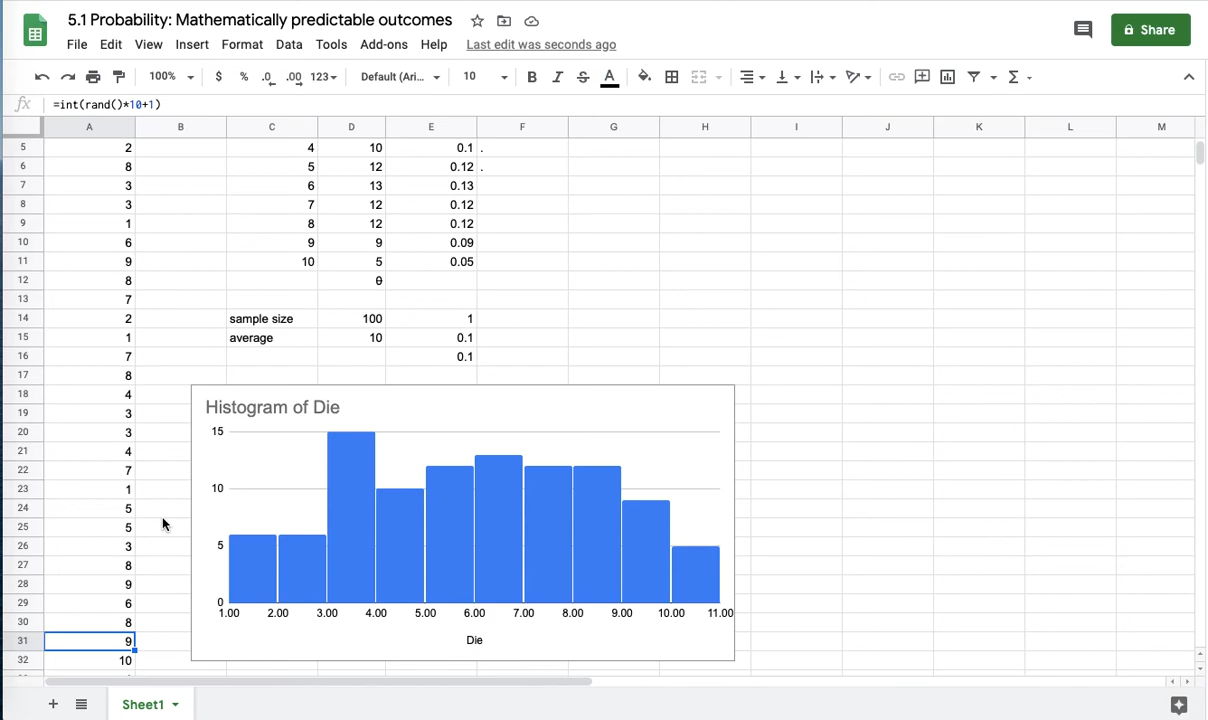 5.1 Probability: Mathematically predictable outcomes
File Edit View Insert Format Data Tools Add-ons Help Last edit was seconds ago
Share
100% $ % .0 .00 123 Default (Ari... 10 B I S A Σ
fx =int(rand()*10+1)
A B C D E F G H I J K L M
5 2 4 10 0.1 .
6 8 5 12 0.12 .
7 3 6 13 0.13
8 3 7 12 0.12
9 1 8 12 0.12
10 6 9 9 0.09
11 9 10 5 0.05
12 8 0
13 7
14 2 sample size 100 1
15 1 average 10 0.1
16 7 0.1
17 8
18 4
19 3
20 3
21 4
22 7
23 1
24 5
25 5
26 3
27 8
28 9
29 6
30 8
31 9
32 10
Histogram of Die
15
10
5
0
1.00 2.00 3.00 4.00 5.00 6.00 7.00 8.00 9.00 10.00 11.00
Die
Sheet1